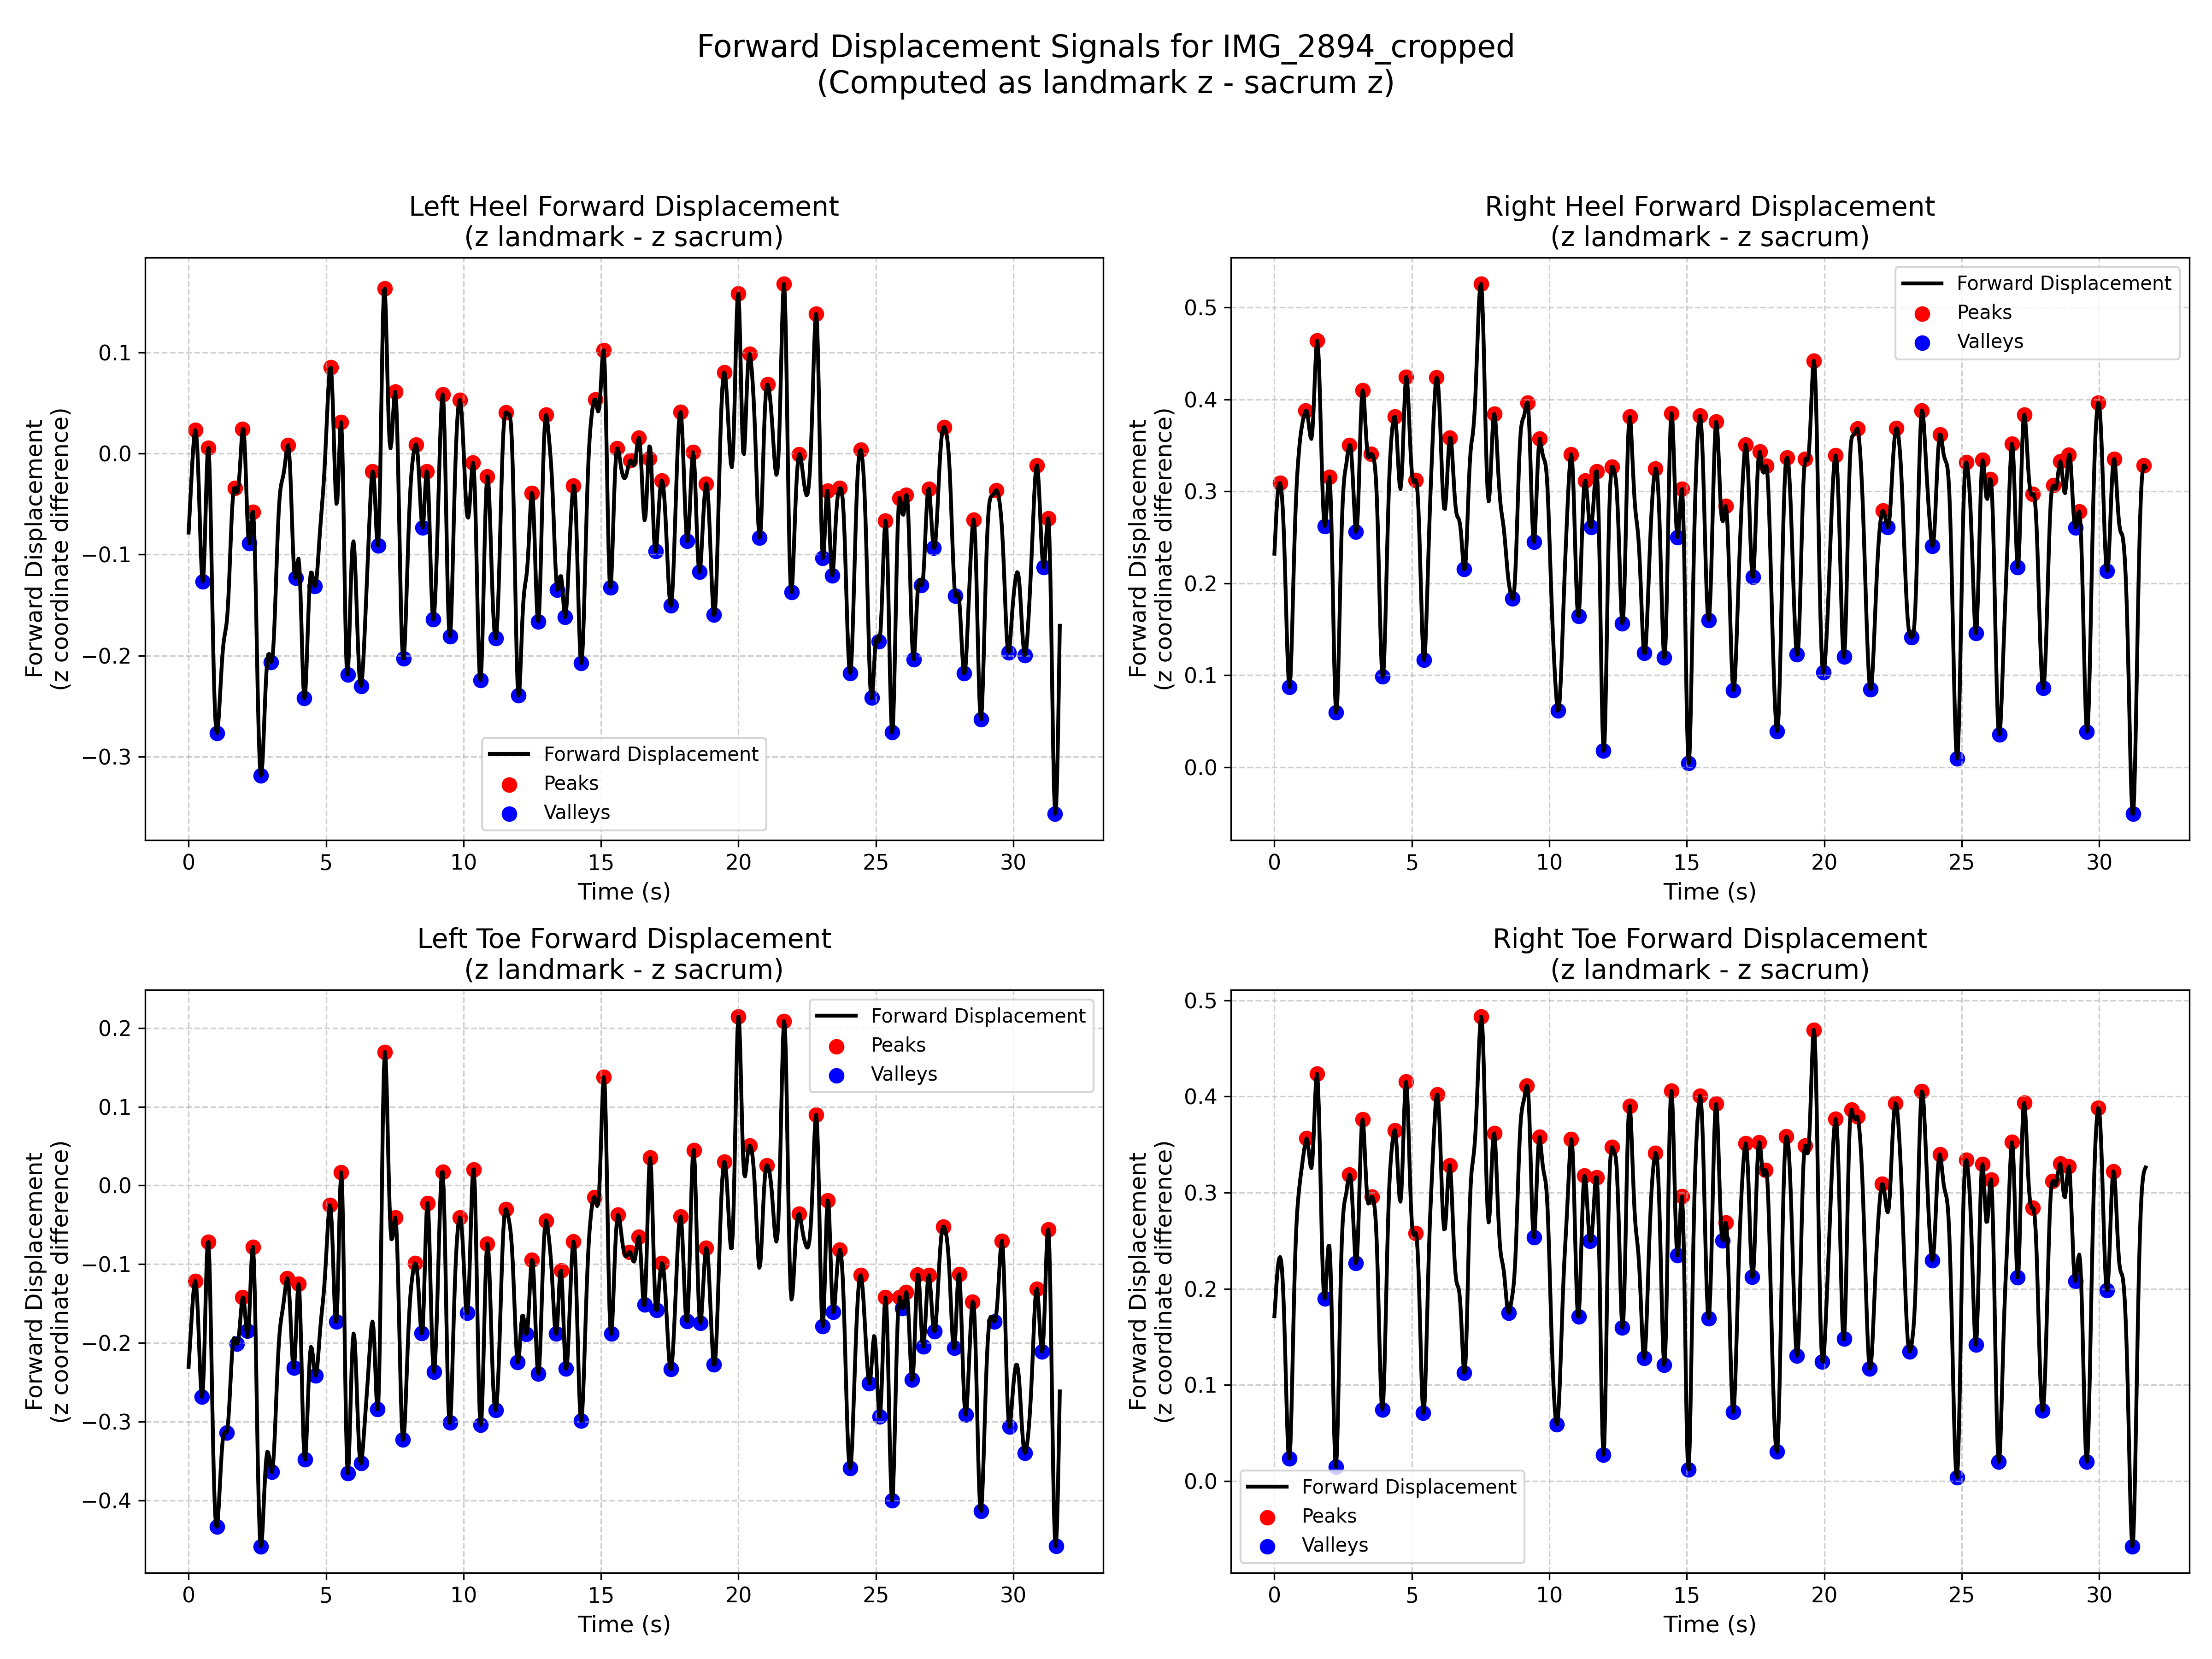 Forward Displacement Signals for IMG_2894_cropped
(Computed as landmark z - sacrum z)
Left Heel Forward Displacement
(z landmark - z sacrum)
Forward Displacement
(z coordinate difference)
0.1
0.0
−0.1
−0.2
−0.3
Forward Displacement
Peaks
Valleys
0 5 10 15 20 25 30
Time (s)
Right Heel Forward Displacement
(z landmark - z sacrum)
Forward Displacement
(z coordinate difference)
0.5
0.4
0.3
0.2
0.1
0.0
Forward Displacement
Peaks
Valleys
0 5 10 15 20 25 30
Time (s)
Left Toe Forward Displacement
(z landmark - z sacrum)
Forward Displacement
(z coordinate difference)
0.2
0.1
0.0
−0.1
−0.2
−0.3
−0.4
Forward Displacement
Peaks
Valleys
0 5 10 15 20 25 30
Time (s)
Right Toe Forward Displacement
(z landmark - z sacrum)
Forward Displacement
(z coordinate difference)
0.5
0.4
0.3
0.2
0.1
0.0
Forward Displacement
Peaks
Valleys
0 5 10 15 20 25 30
Time (s)